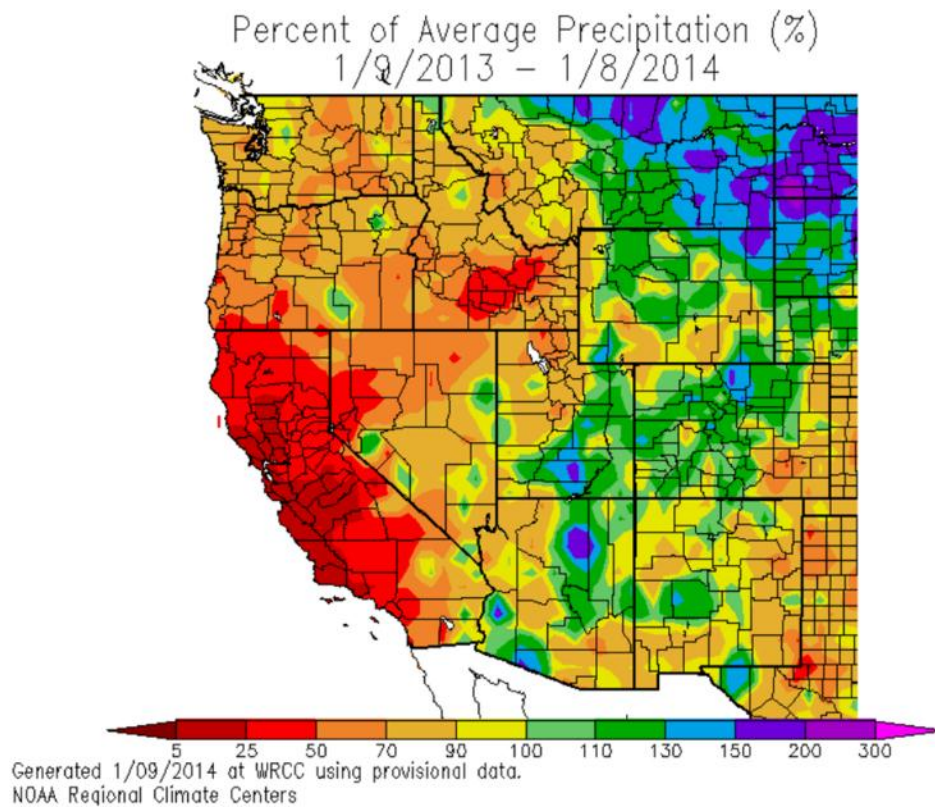 Percent of Average Precipitation (%)
1/9/2013 – 1/8/2014
5 25 50 70 90 100 110 130 150 200 300
Generated 1/09/2014 at WRCC using provisional data.
NOAA Regional Climate Centers